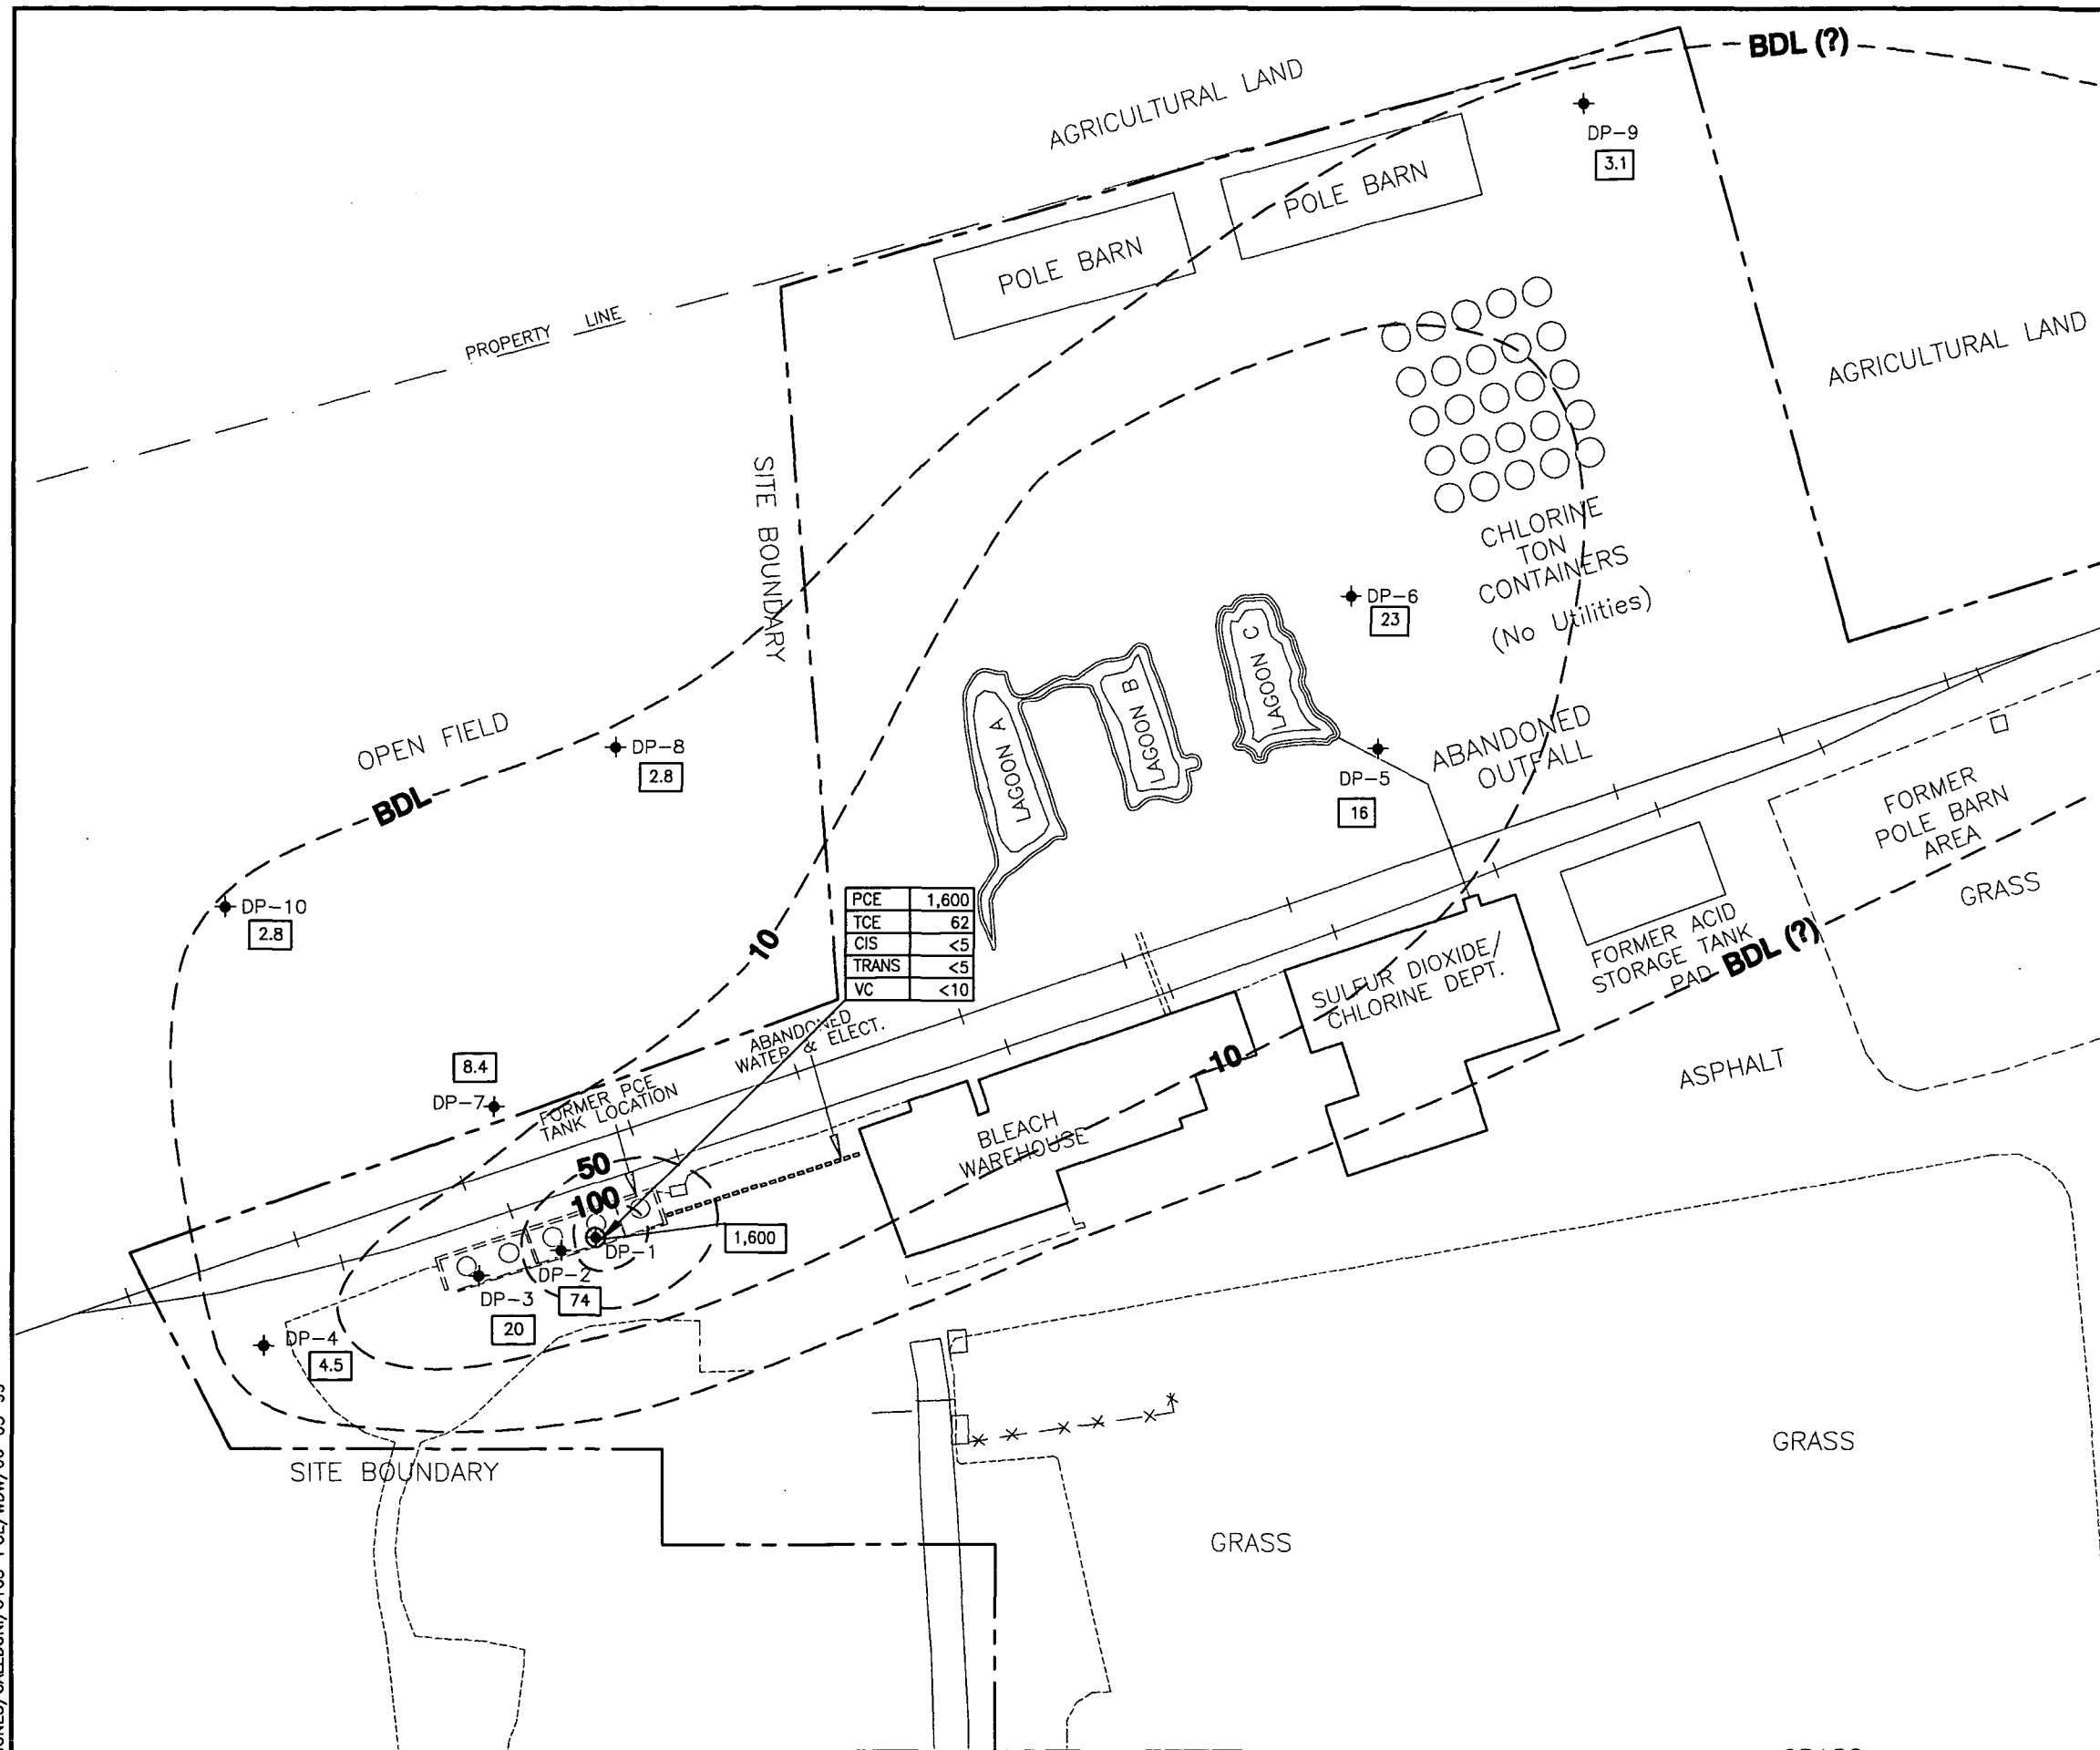 BDL (?)
AGRICULTURAL LAND
DP-9
3.1
POLE BARN
POLE BARN
PROPERTY LINE
AGRICULTURAL LAND
SITE BOUNDARY
CHLORINE
TON
CONTAINERS
(No Utilities)
DP-6
23
LAGOON C
LAGOON B
LAGOON A
OPEN FIELD
DP-8
2.8
BDL
DP-5
16
ABANDONED
OUTFALL
FORMER
POLE BARN
AREA
GRASS
DP-10
2.8
10
PCE 1,600
TCE 62
CIS <5
TRANS <5
VC <10
SULFUR DIOXIDE/
CHLORINE DEPT.
FORMER ACID
STORAGE TANK
PAD
BDL (?)
ABANDONED
WATER & ELECT.
8.4
DP-7
FORMER PCE
TANK LOCATION
10
ASPHALT
BLEACH
WAREHOUSE
50
100
1,600
DP-1
DP-2
74
DP-3
20
DP-4
4.5
SITE BOUNDARY
GRASS
GRASS